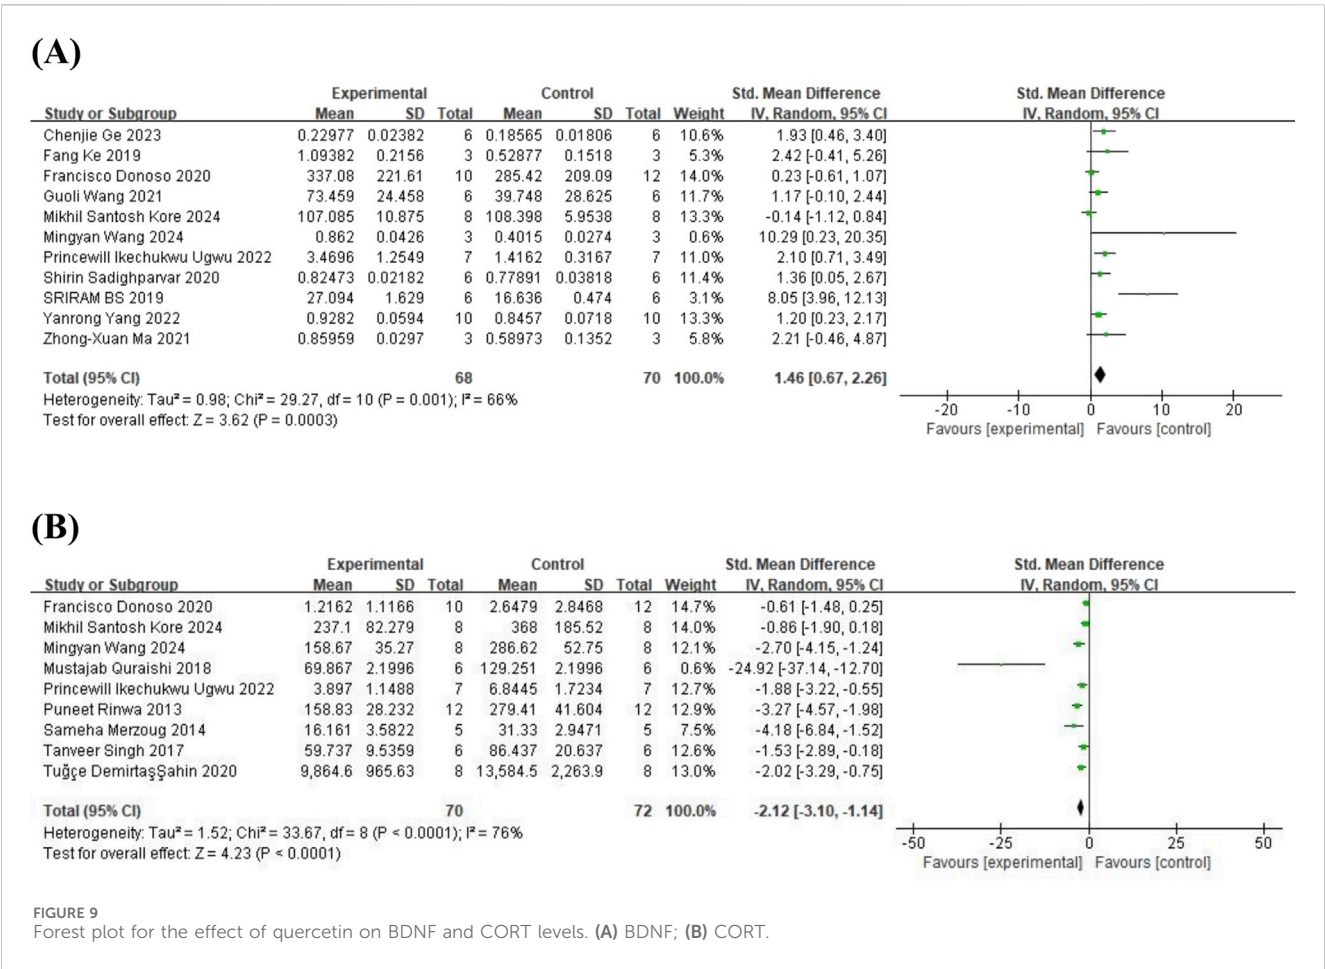 (A)
Experimental Control Std. Mean Difference Std. Mean Difference
Study or Subgroup Mean SD Total Mean SD Total Weight IV, Random, 95% CI IV, Random, 95% CI
Chenjie Ge 2023 0.22977 0.02382 6 0.18565 0.01806 6 10.6% 1.93 [0.46, 3.40]
Fang Ke 2019 1.09382 0.2156 3 0.52877 0.1518 3 5.3% 2.42 [-0.41, 5.26]
Francisco Donoso 2020 337.08 221.61 10 285.42 209.09 12 14.0% 0.23 [-0.61, 1.07]
Guoli Wang 2021 73.459 24.458 6 39.748 28.625 6 11.7% 1.17 [-0.10, 2.44]
Mikhil Santosh Kore 2024 107.085 10.875 8 108.398 5.9538 8 13.3% -0.14 [-1.12, 0.84]
Mingyan Wang 2024 0.862 0.0426 3 0.4015 0.0274 3 0.6% 10.29 [0.23, 20.35]
Princewill Ikechukwu Ugwu 2022 3.4696 1.2549 7 1.4162 0.3167 7 11.0% 2.10 [0.71, 3.49]
Shirin Sadighparvar 2020 0.82473 0.02182 6 0.77891 0.03818 6 11.4% 1.36 [0.05, 2.67]
SRIRAM BS 2019 27.094 1.629 6 16.636 0.474 6 3.1% 8.05 [3.96, 12.13]
Yanrong Yang 2022 0.9282 0.0594 10 0.8457 0.0718 10 13.3% 1.20 [0.23, 2.17]
Zhong-Xuan Ma 2021 0.85959 0.0297 3 0.58973 0.1352 3 5.8% 2.21 [-0.46, 4.87]
Total (95% CI) 68 70 100.0% 1.46 [0.67, 2.26]
Heterogeneity: Tau² = 0.98; Chi² = 29.27, df = 10 (P = 0.001); I² = 66%
Test for overall effect: Z = 3.62 (P = 0.0003)
-20 -10 0 10 20
Favours [experimental] Favours [control]
(B)
Experimental Control Std. Mean Difference Std. Mean Difference
Study or Subgroup Mean SD Total Mean SD Total Weight IV, Random, 95% CI IV, Random, 95% CI
Francisco Donoso 2020 1.2162 1.1166 10 2.6479 2.8468 12 14.7% -0.61 [-1.48, 0.25]
Mikhil Santosh Kore 2024 237.1 82.279 8 368 185.52 8 14.0% -0.86 [-1.90, 0.18]
Mingyan Wang 2024 158.67 35.27 8 286.62 52.75 8 12.1% -2.70 [-4.15, -1.24]
Mustajab Quraishi 2018 69.867 2.1996 6 129.251 2.1996 6 0.6% -24.92 [-37.14, -12.70]
Princewill Ikechukwu Ugwu 2022 3.897 1.1488 7 6.8445 1.7234 7 12.7% -1.88 [-3.22, -0.55]
Puneet Rinwa 2013 158.83 28.232 12 279.41 41.604 12 12.9% -3.27 [-4.57, -1.98]
Sameha Merzoug 2014 16.161 3.5822 5 31.33 2.9471 5 7.5% -4.18 [-6.84, -1.52]
Tanveer Singh 2017 59.737 9.5359 6 86.437 20.637 6 12.6% -1.53 [-2.89, -0.18]
Tuğçe DemirtaşŞahin 2020 9,864.6 965.63 8 13,584.5 2,263.9 8 13.0% -2.02 [-3.29, -0.75]
Total (95% CI) 70 72 100.0% -2.12 [-3.10, -1.14]
Heterogeneity: Tau² = 1.52; Chi² = 33.67, df = 8 (P < 0.0001); I² = 76%
Test for overall effect: Z = 4.23 (P < 0.0001)
-50 -25 0 25 50
Favours [experimental] Favours [control]
FIGURE 9
Forest plot for the effect of quercetin on BDNF and CORT levels. (A) BDNF; (B) CORT.